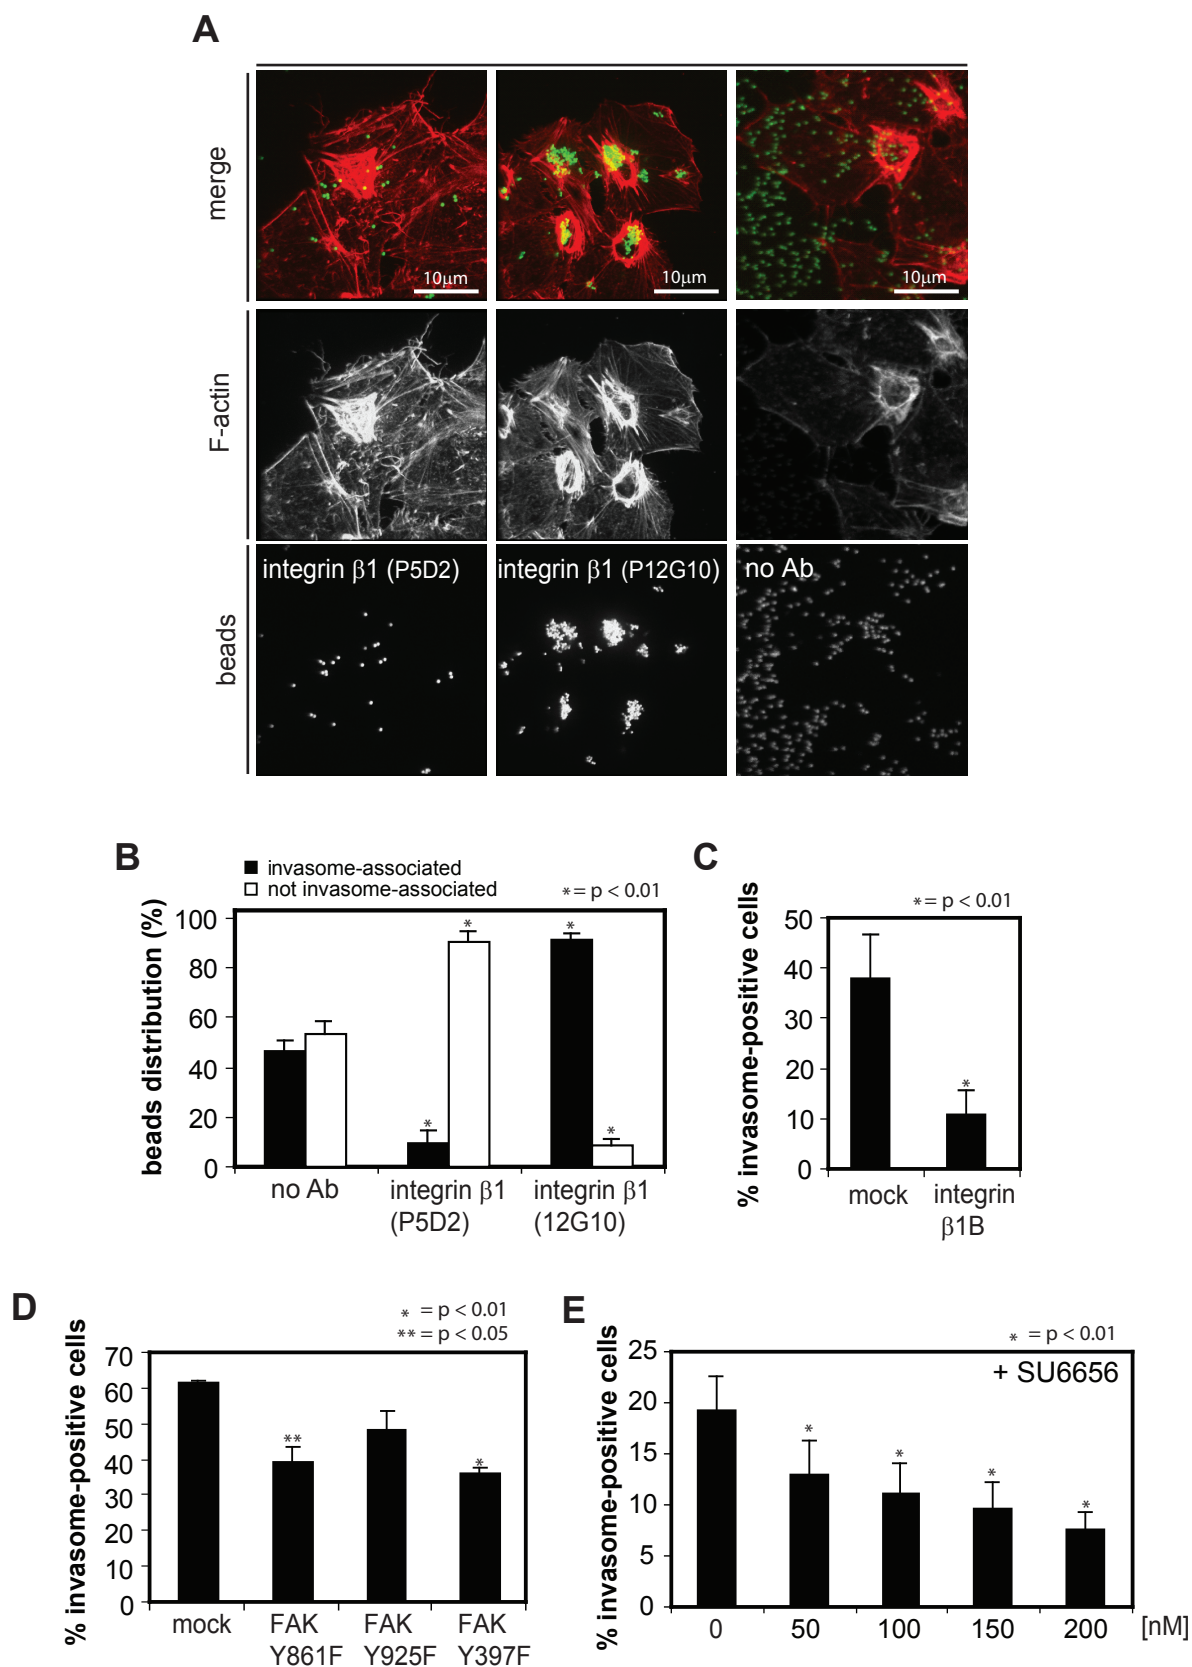 A
merge
10µm
10µm
10µm
F-actin
beads
integrin β1 (P5D2)
integrin β1 (P12G10)
no Ab
B
invasome-associated
not invasome-associated
* = p < 0.01
beads distribution (%)
100
80
60
40
20
0
no Ab
integrin β1
(P5D2)
integrin β1
(12G10)
*
*
*
*
C
* = p < 0.01
% invasome-positive cells
50
40
30
20
10
0
*
mock
integrin
β1B
D
* = p < 0.01
** = p < 0.05
% invasome-positive cells
70
60
50
40
30
20
10
0
**
*
mock
FAK
Y861F
FAK
Y925F
FAK
Y397F
E
* = p < 0.01
+ SU6656
% invasome-positive cells
25
20
15
10
5
0
*
*
*
*
0
50
100
150
200
[nM]